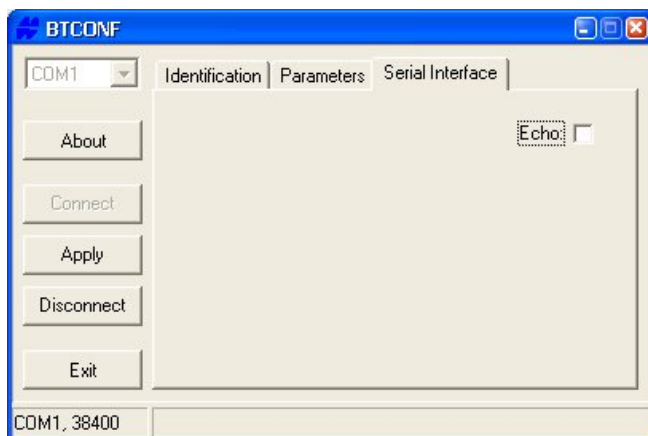 BTCONF
COM1
Identification
Parameters
Serial Interface
Echo:
About
Connect
Apply
Disconnect
Exit
COM1, 38400